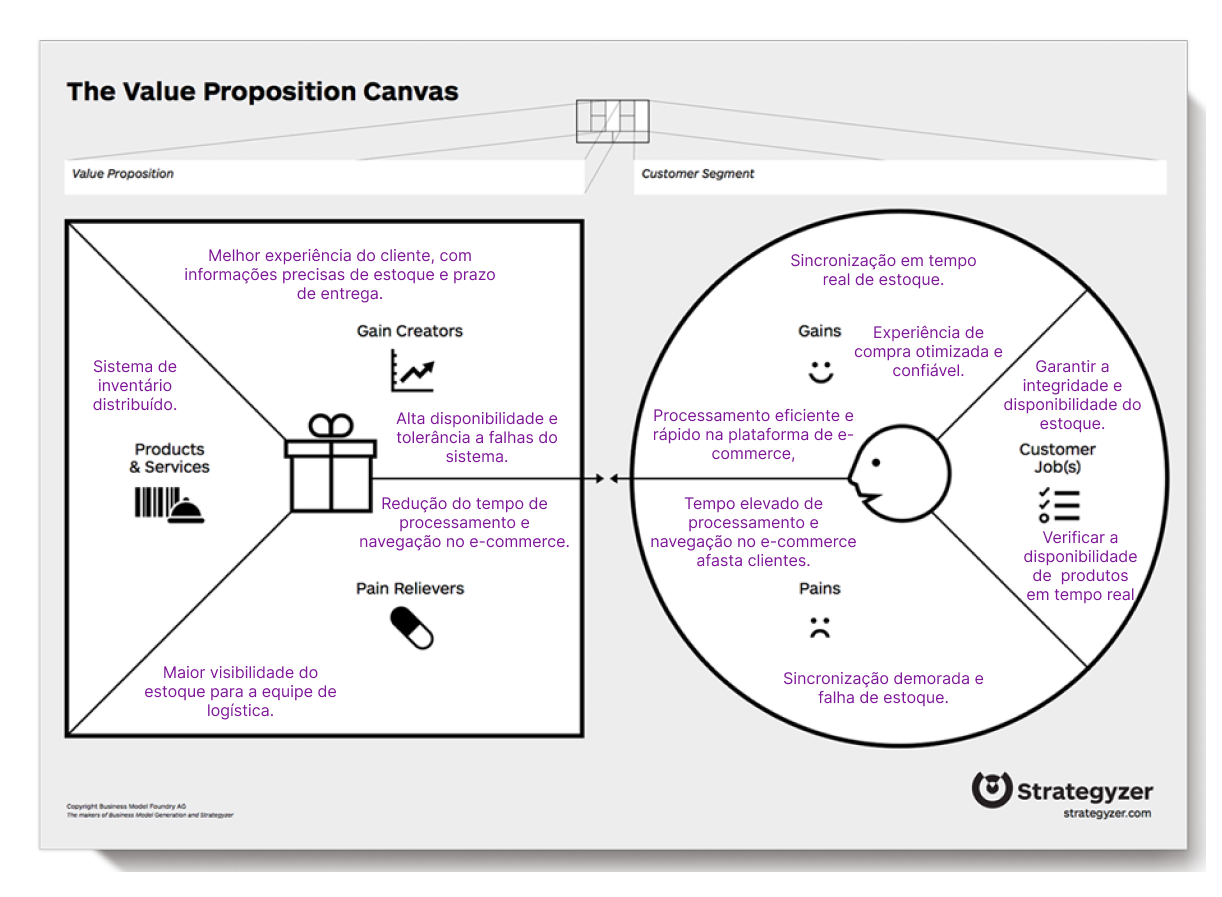 The Value Proposition Canvas
Value Proposition
Customer Segment
Melhor experiência do cliente, com
informações precisas de estoque e prazo
de entrega.
Gain Creators
Sistema de
inventário
distribuído.
Alta disponibilidade e
tolerância a falhas do
sistema.
Products
& Services
Redução do tempo de
processamento e
navegação no e-commerce.
Pain Relievers
Maior visibilidade do
estoque para a equipe de
logística.
Sincronização em tempo
real de estoque.
Gains
Experiência de
compra otimizada e
confiável.
Garantir a
integridade e
disponibilidade do
estoque.
Processamento eficiente e
rápido na plataforma de e-
commerce,
Customer
Job(s)
Tempo elevado de
processamento e
navegação no e-commerce
afasta clientes.
Verificar a
disponibilidade
de produtos
em tempo real
Pains
Sincronização demorada e
falha de estoque.
Copyright Business Model Foundry AG
The makers of Business Model Generation and Strategyzer
Strategyzer
strategyzer.com